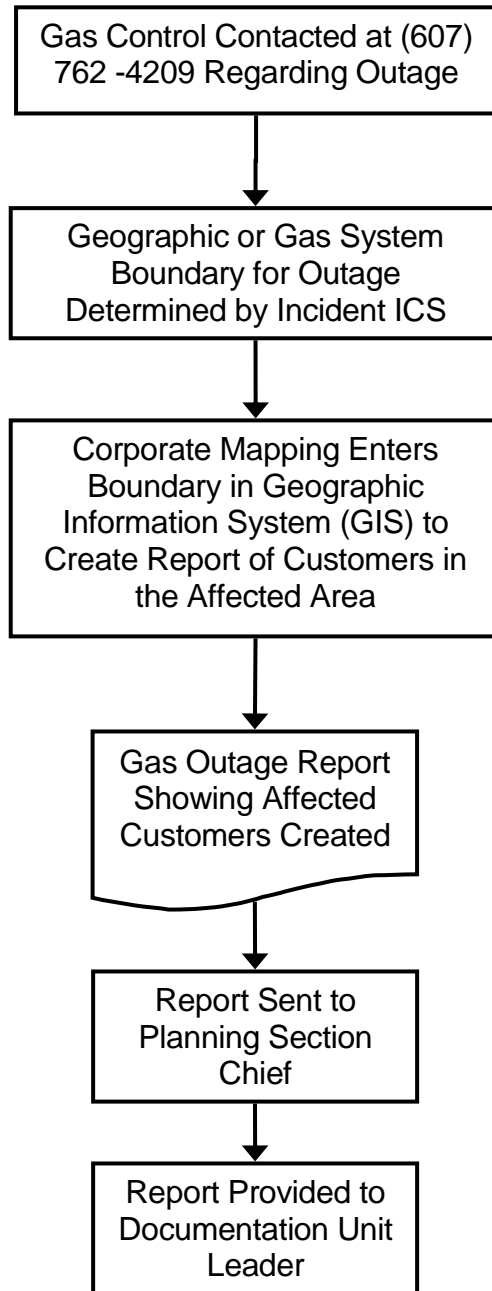 Gas Control Contacted at (607)
762 -4209 Regarding Outage
Geographic or Gas System
Boundary for Outage
Determined by Incident ICS
Corporate Mapping Enters
Boundary in Geographic
Information System (GIS) to
Create Report of Customers in
the Affected Area
Gas Outage Report
Showing Affected
Customers Created
Report Sent to
Planning Section
Chief
Report Provided to
Documentation Unit
Leader